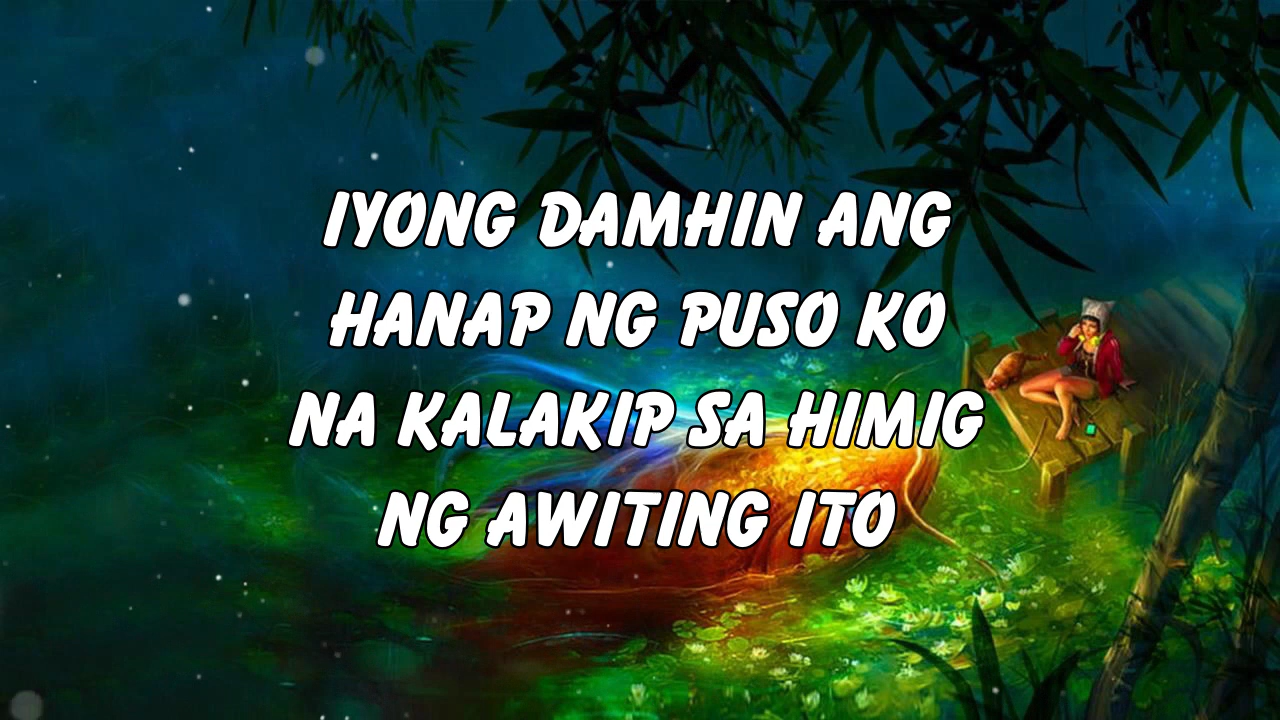 IYONG DAMHIN ANG
HANAP NG PUSO KO
NA KALAKIP SA HIMIG
NG AWITING ITO